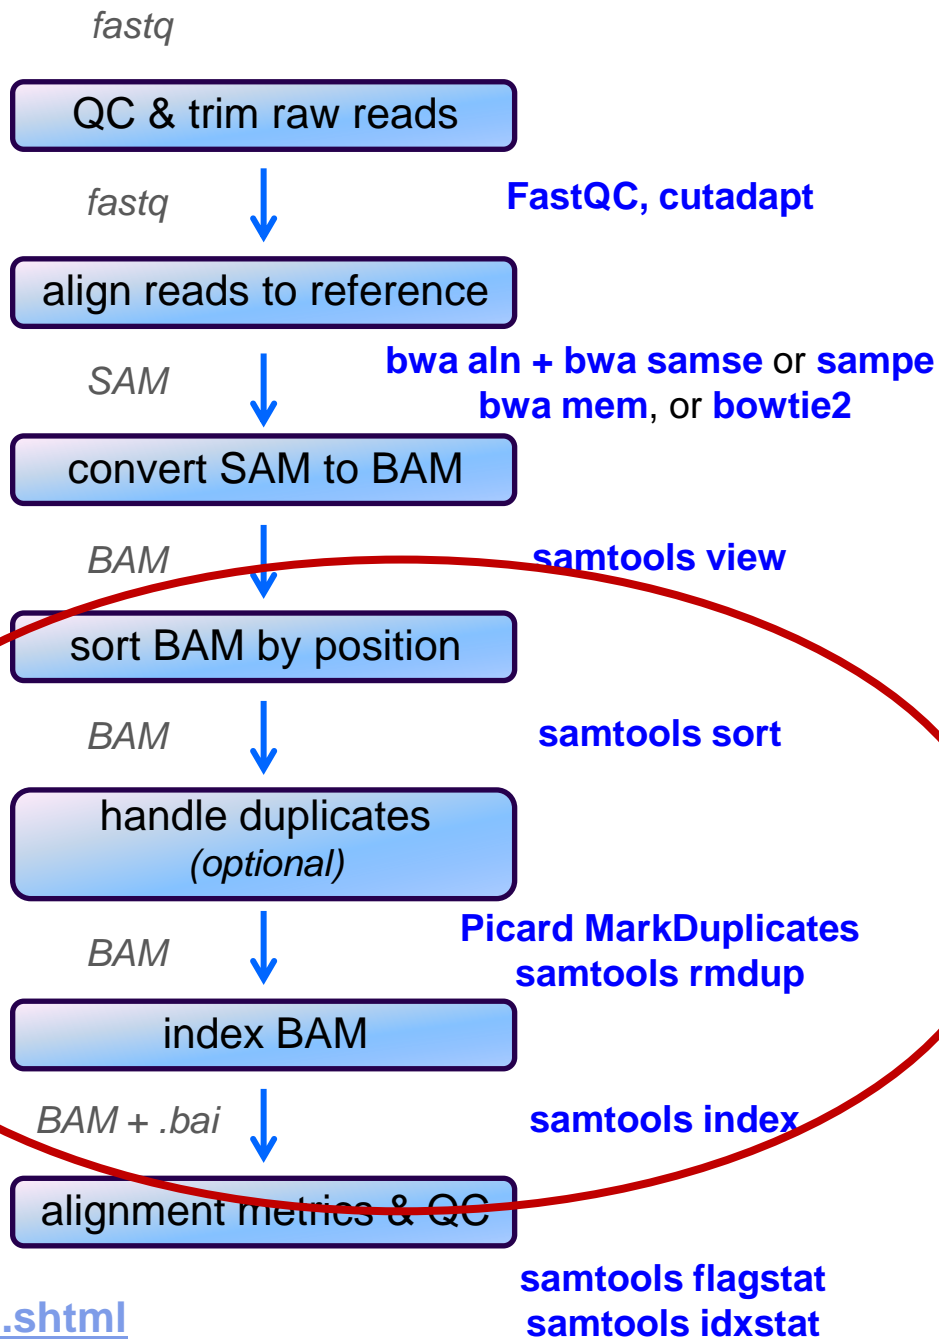 fastq
QC & trim raw reads
fastq
FastQC, cutadapt
align reads to reference
SAM
bwa aln + bwa samse or sampe
bwa mem, or bowtie2
convert SAM to BAM
BAM
samtools view
sort BAM by position
BAM
samtools sort
handle duplicates
(optional)
BAM
Picard MarkDuplicates
samtools rmdup
index BAM
BAM + .bai
samtools index
alignment metrics & QC
samtools flagstat
.shtml
samtools idxstat